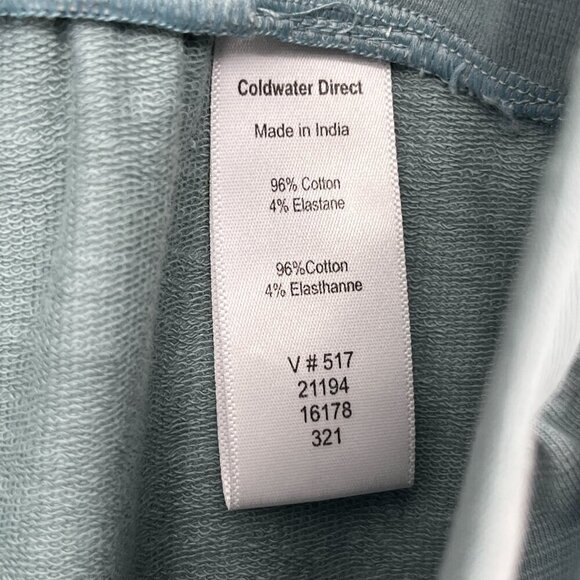 Coldwater Direct
Made in India
96% Cotton
4% Elastane
96%Cotton
4% Elasthanne
V # 517
21194
16178
321